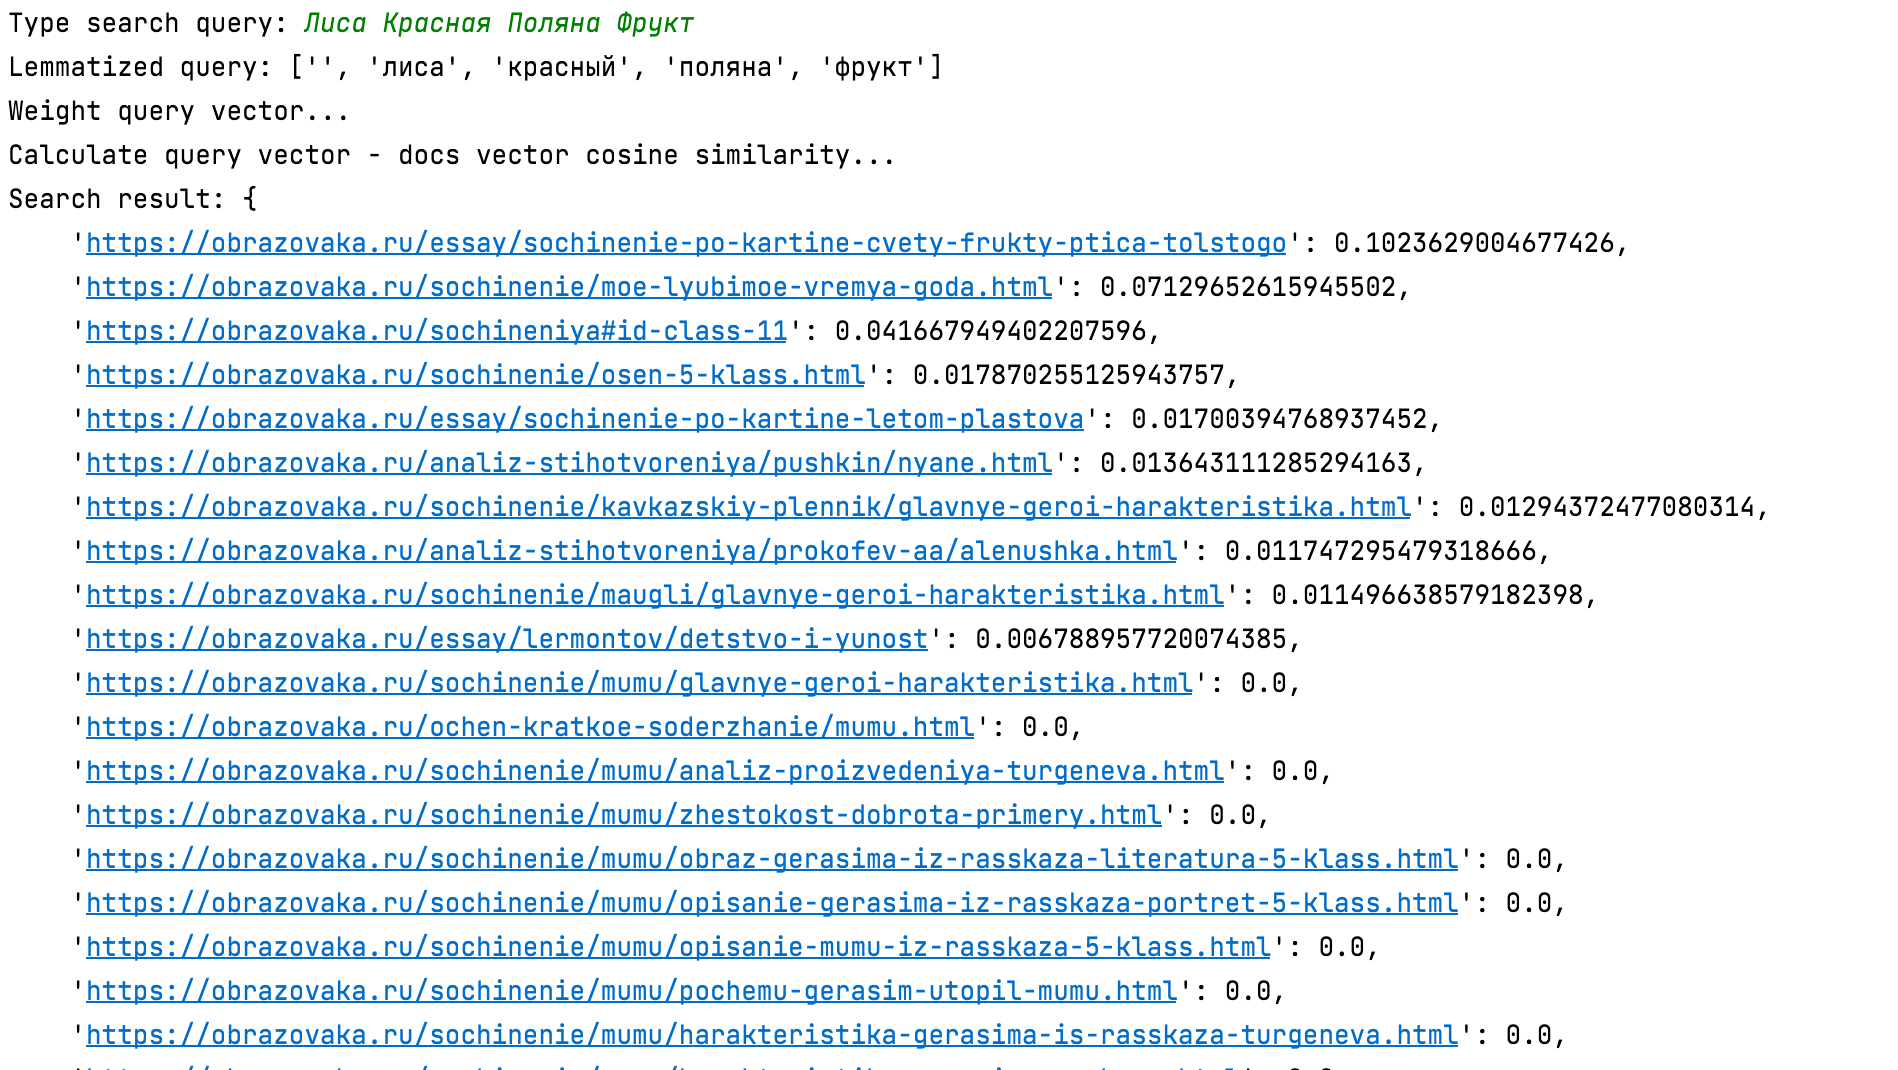 Type search query: Лиса Красная Поляна Фрукт
Lemmatized query: ['', 'лиса', 'красный', 'поляна', 'фрукт']
Weight query vector...
Calculate query vector - docs vector cosine similarity...
Search result: {
'https://obrazovaka.ru/essay/sochinenie-po-kartine-cvety-frukty-ptica-tolstogo': 0.1023629004677426,
'https://obrazovaka.ru/sochinenie/moe-lyubimoe-vremya-goda.html': 0.07129652615945502,
'https://obrazovaka.ru/sochineniya#id-class-11': 0.041667949402207596,
'https://obrazovaka.ru/sochinenie/osen-5-klass.html': 0.017870255125943757,
'https://obrazovaka.ru/essay/sochinenie-po-kartine-letom-plastova': 0.01700394768937452,
'https://obrazovaka.ru/analiz-stihotvoreniya/pushkin/nyane.html': 0.013643111285294163,
'https://obrazovaka.ru/sochinenie/kavkazskiy-plennik/glavnye-geroi-harakteristika.html': 0.01294372477080314,
'https://obrazovaka.ru/analiz-stihotvoreniya/prokofev-aa/alenushka.html': 0.011747295479318666,
'https://obrazovaka.ru/sochinenie/maugli/glavnye-geroi-harakteristika.html': 0.011496638579182398,
'https://obrazovaka.ru/essay/lermontov/detstvo-i-yunost': 0.006788957720074385,
'https://obrazovaka.ru/sochinenie/mumu/glavnye-geroi-harakteristika.html': 0.0,
'https://obrazovaka.ru/ochen-kratkoe-soderzhanie/mumu.html': 0.0,
'https://obrazovaka.ru/sochinenie/mumu/analiz-proizvedeniya-turgeneva.html': 0.0,
'https://obrazovaka.ru/sochinenie/mumu/zhestokost-dobrota-primery.html': 0.0,
'https://obrazovaka.ru/sochinenie/mumu/obraz-gerasima-iz-rasskaza-literatura-5-klass.html': 0.0,
'https://obrazovaka.ru/sochinenie/mumu/opisanie-gerasima-iz-rasskaza-portret-5-klass.html': 0.0,
'https://obrazovaka.ru/sochinenie/mumu/opisanie-mumu-iz-rasskaza-5-klass.html': 0.0,
'https://obrazovaka.ru/sochinenie/mumu/pochemu-gerasim-utopil-mumu.html': 0.0,
'https://obrazovaka.ru/sochinenie/mumu/harakteristika-gerasima-is-rasskaza-turgeneva.html': 0.0,